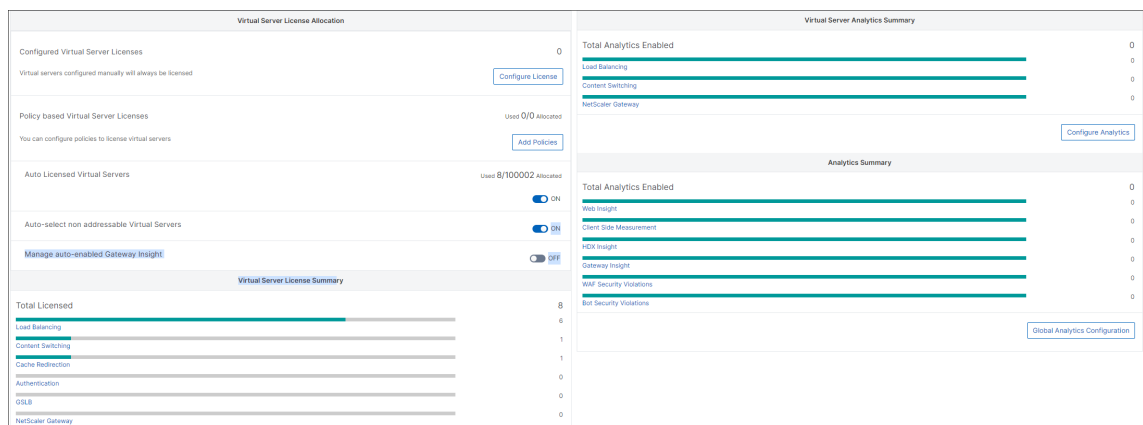 Virtual Server License Allocation
Configured Virtual Server Licenses
0
Virtual servers configured manually will always be licensed
Configure License
Policy based Virtual Server Licenses
Used 0/0 Allocated
You can configure policies to license virtual servers
Add Policies
Auto Licensed Virtual Servers
Used 8/100002 Allocated
ON
Auto-select non addressable Virtual Servers
ON
Manage auto-enabled Gateway Insight
OFF
Virtual Server License Summary
Total Licensed
8
6
Load Balancing
1
Content Switching
1
Cache Redirection
0
Authentication
0
GSLB
0
NetScaler Gateway
Virtual Server Analytics Summary
Total Analytics Enabled
0
0
Load Balancing
0
Content Switching
0
NetScaler Gateway
Configure Analytics
Analytics Summary
Total Analytics Enabled
0
0
Web Insight
0
Client Side Measurement
0
HDX Insight
0
Gateway Insight
0
WAF Security Violations
0
Bot Security Violations
Global Analytics Configuration